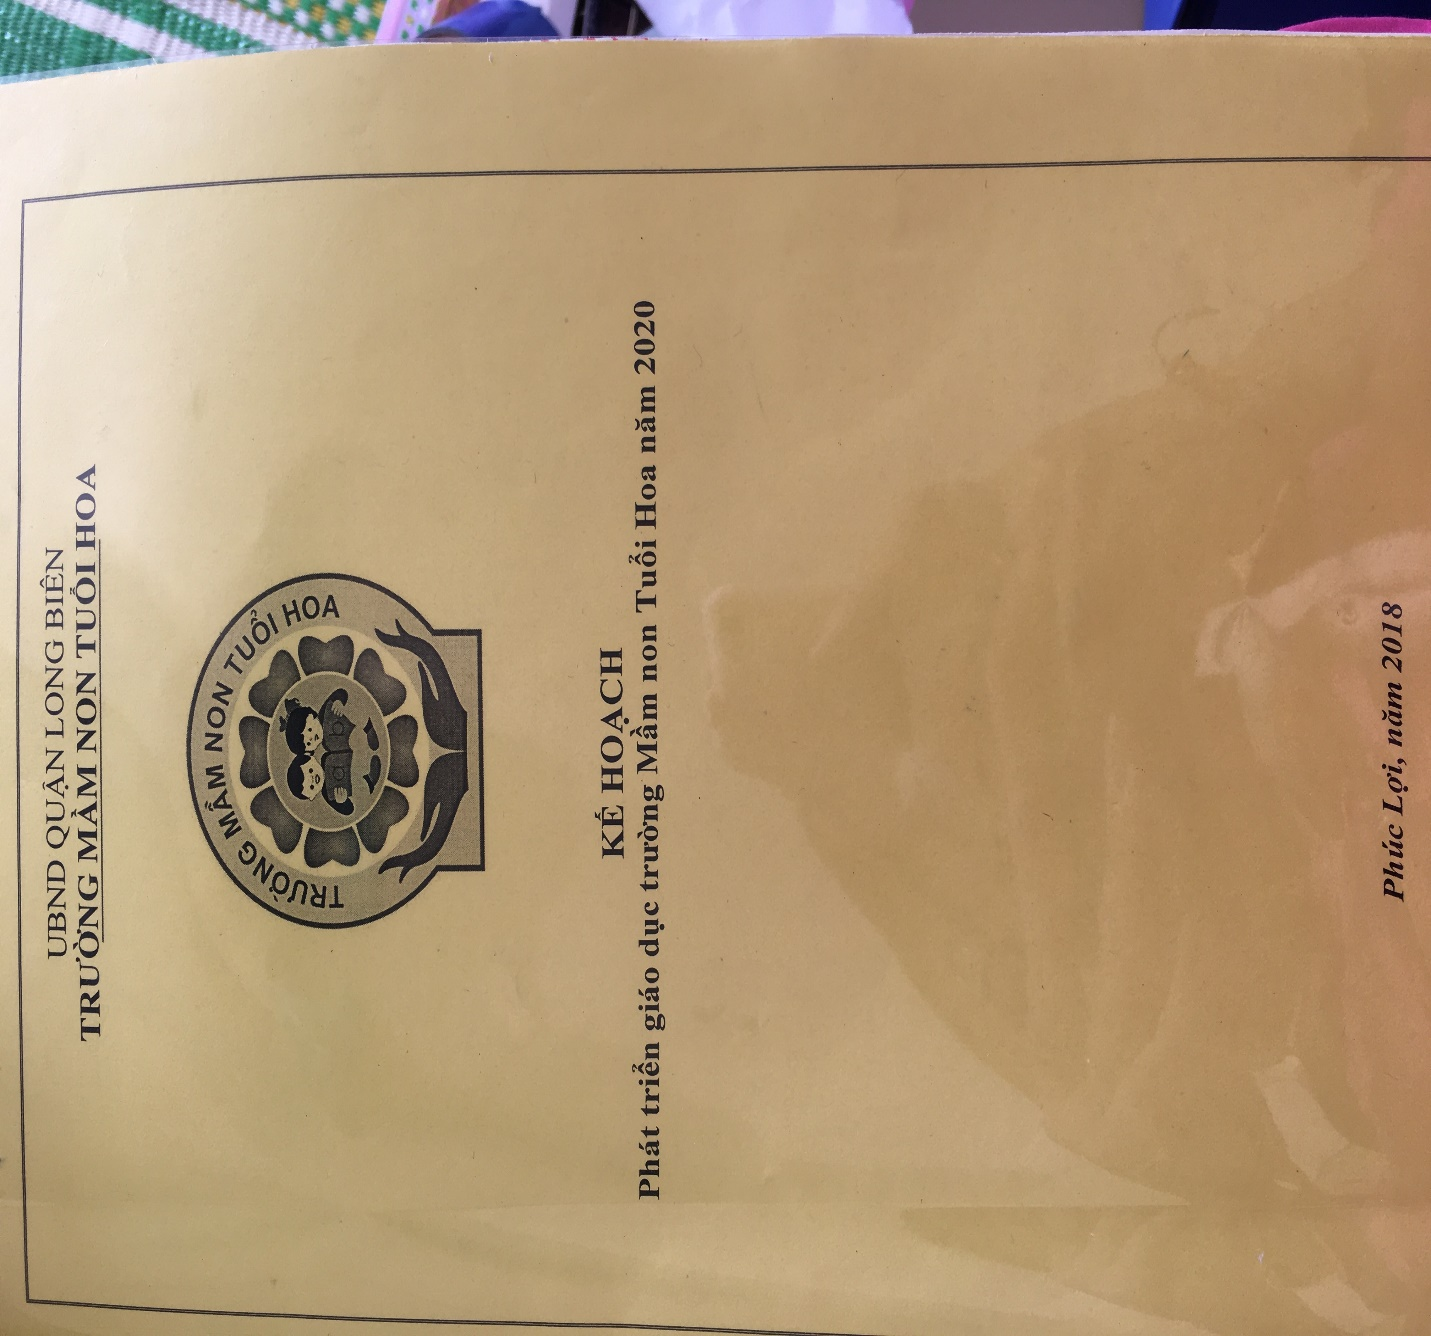 UBND QUẬN LONG BIÊN
TRƯỜNG MẦM NON TUỔI HOA
TRƯỜNG MẦM NON TUỔI HOA
a b
KẾ HOẠCH
Phát triển giáo dục trường Mầm non Tuổi Hoa năm 2020
Phúc Lợi, năm 2018